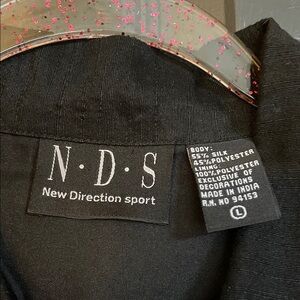 N·D·S
New Direction sport
BODY:
55% SILK
45% POLYESTER
LINING:
100% POLYESTER
EXCLUSIVE OF
DECORATIONS
MADE IN INDIA
R.N. NO 94153
L